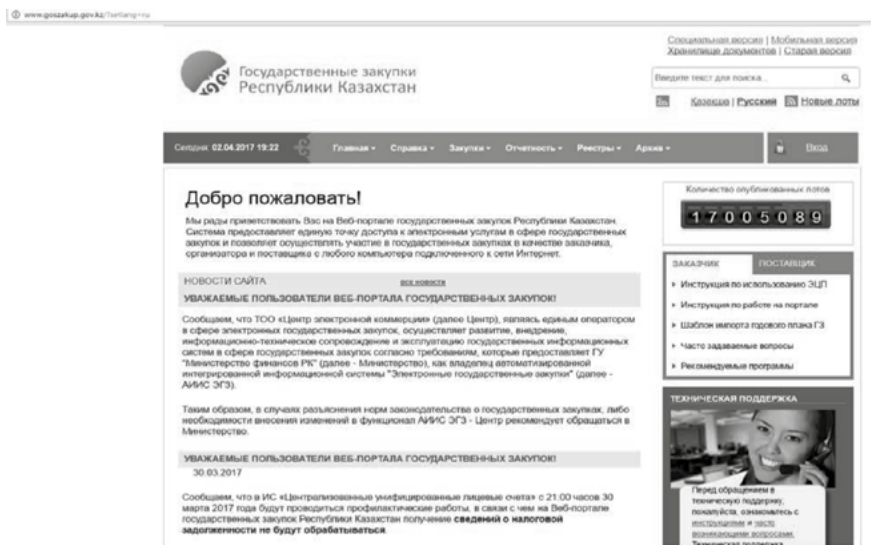 www.goszakup.gov.kz/?setlang=ru
Специальная версия | Мобильная версия
Хранилище документов | Старая версия
Государственные закупки
Республики Казахстан
Введите текст для поиска...
Қазақша | Русский Новые лоты
Сегодня: 02.04.2017 19:22 Главная Справка Закупки Отчетность Реестры Архив Вход
Добро пожаловать!
Мы рады приветствовать Вас на Веб-портале государственных закупок Республики Казахстан.
Система предоставляет единую точку доступа к электронным услугам в сфере государственных
закупок и позволяет осуществлять участие в государственных закупках в качестве заказчика,
организатора и поставщика с любого компьютера подключенного к сети Интернет.
НОВОСТИ САЙТА все новости
УВАЖАЕМЫЕ ПОЛЬЗОВАТЕЛИ ВЕБ-ПОРТАЛА ГОСУДАРСТВЕННЫХ ЗАКУПОК!
Сообщаем, что ТОО «Центр электронной коммерции» (далее Центр), являясь единым оператором
в сфере электронных государственных закупок, осуществляет развитие, внедрение,
информационно-техническое сопровождение и эксплуатацию государственных информационных
систем в сфере государственных закупок согласно требованиям, которые предоставляет ГУ
"Министерство финансов РК" (далее - Министерство), как владелец автоматизированной
интегрированной информационной системы "Электронные государственные закупки" (далее -
АИИС ЭГЗ).
Таким образом, в случаях разъяснения норм законодательства о государственных закупках, либо
необходимости внесения изменений в функционал АИИС ЭГЗ - Центр рекомендует обращаться в
Министерство.
УВАЖАЕМЫЕ ПОЛЬЗОВАТЕЛИ ВЕБ-ПОРТАЛА ГОСУДАРСТВЕННЫХ ЗАКУПОК!
30.03.2017
Сообщаем, что в ИС «Централизованные унифицированные лицевые счета» с 21:00 часов 30
марта 2017 года будут проводиться профилактические работы, в связи с чем на Веб-портале
государственных закупок Республики Казахстан получение сведений о налоговой
задолженности не будут обрабатываться.
Количество опубликованных лотов
17005089
ЗАКАЗЧИК ПОСТАВЩИК
Инструкция по использованию ЭЦП
Инструкция по работе на портале
Шаблон импорта годового плана ГЗ
Часто задаваемые вопросы
Рекомендуемые программы
ТЕХНИЧЕСКАЯ ПОДДЕРЖКА
Перед обращением в
техническую поддержку,
пожалуйста, ознакомьтесь с
инструкциями и часто
возникающими вопросами.
Техническая поддержка